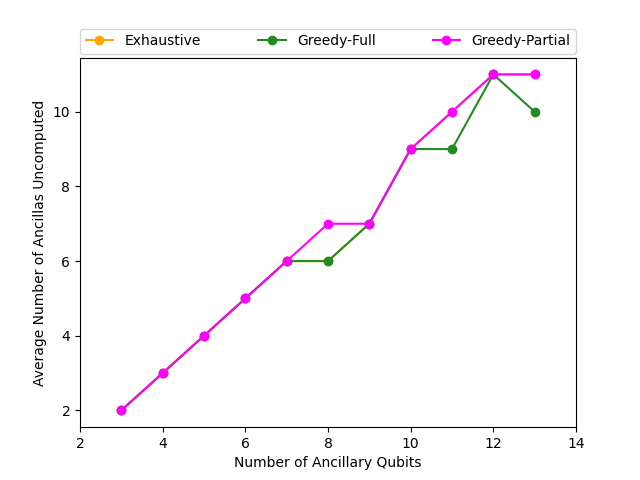 Exhaustive Greedy-Full Greedy-Partial
Average Number of Ancillas Uncomputed
10
8
6
4
2
2 4 6 8 10 12 14
Number of Ancillary Qubits